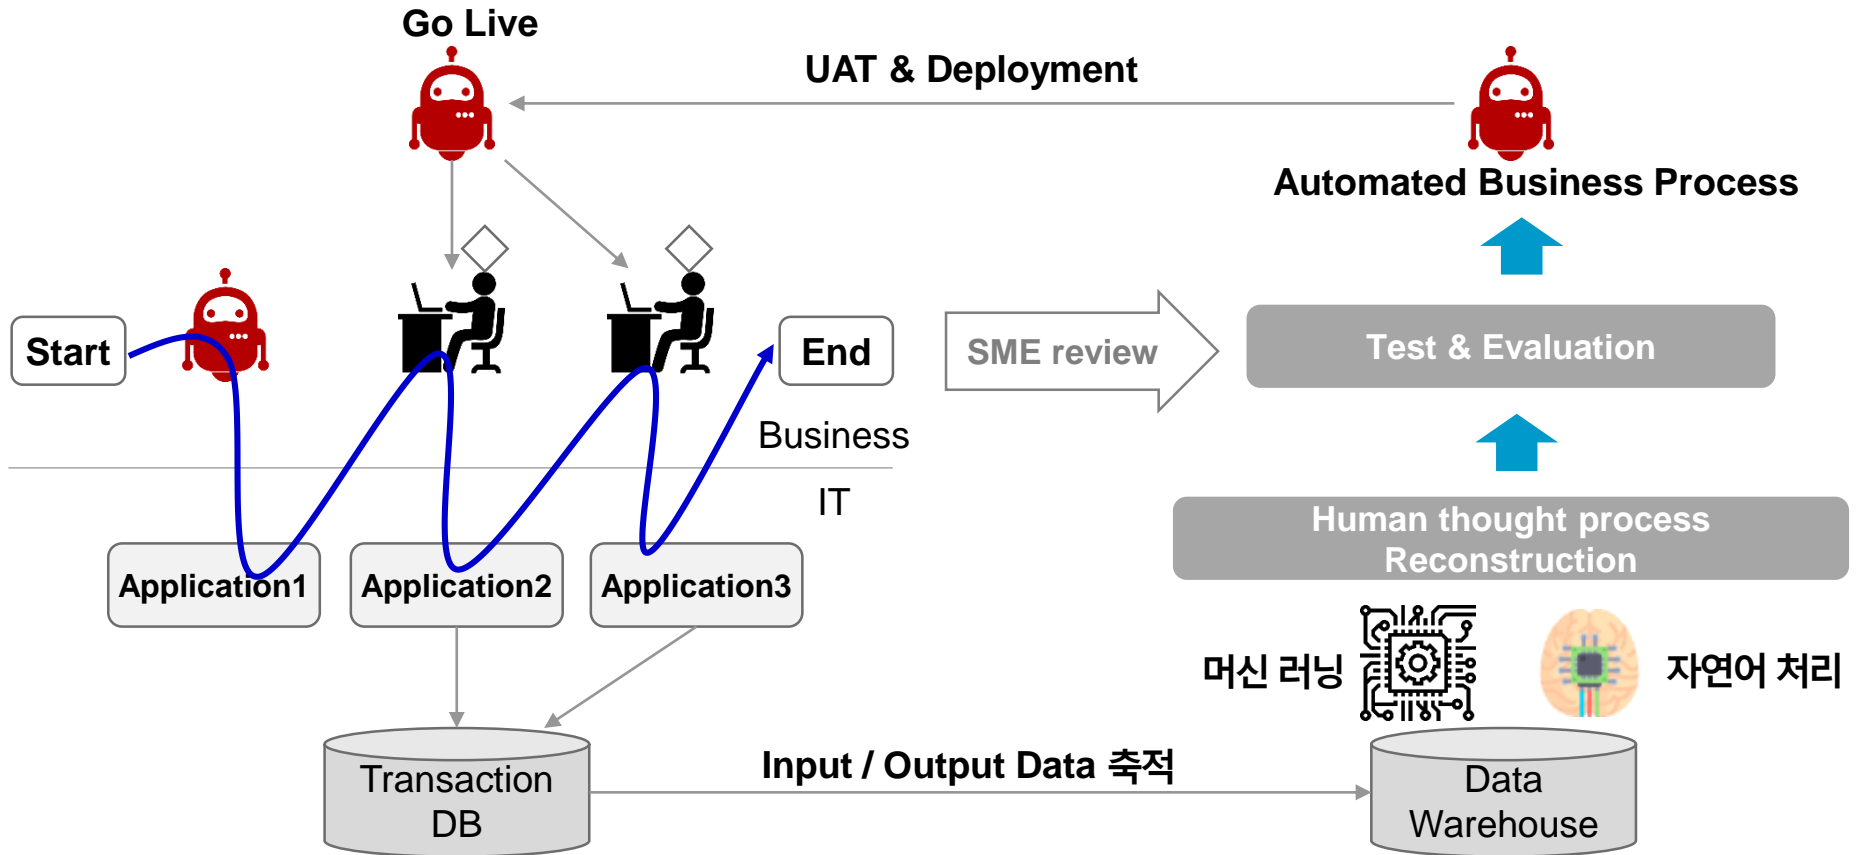 Go Live
UAT & Deployment
Automated Business Process
Start
End
SME review
Test & Evaluation
Business
IT
Human thought process
Reconstruction
Application1
Application2
Application3
머신 러닝
자연어 처리
Transaction
DB
Input / Output Data 축적
Data
Warehouse